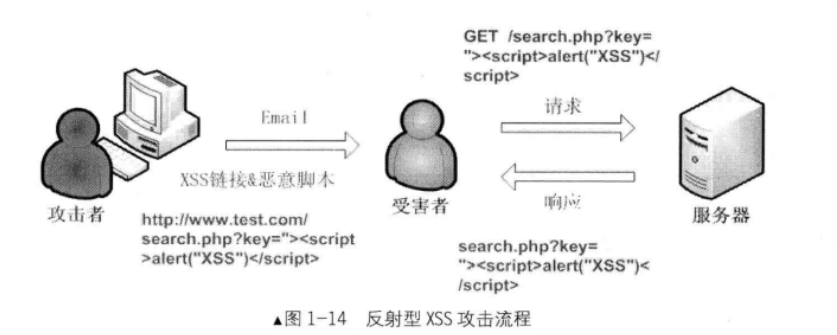 GET /search.php?key=
"><script>alert("XSS")</
script>
Email
请求
XSS链接&恶意脚本
响应
攻击者
受害者
服务器
http://www.test.com/
search.php?key="><script
>alert("XSS")</script>
search.php?key=
"><script>alert("XSS")<
/script>
▲图 1-14 反射型 XSS 攻击流程